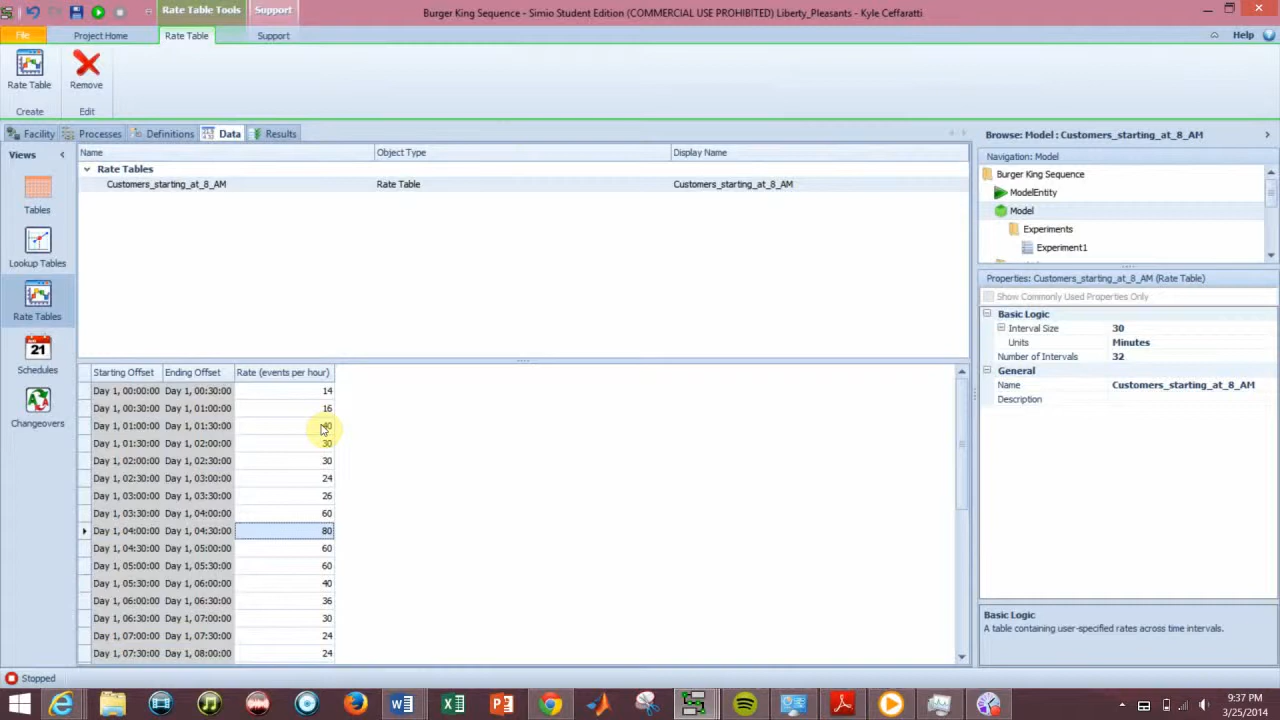 Rate Table Tools Support Burger King Sequence - Simio Student Edition (COMMERCIAL USE PROHIBITED) Liberty_Pleasants - Kyle Ceffaratti
File Project Home Rate Table Support Help
Rate Table Remove
Create Edit
Facility Processes Definitions Data Results
Views
Tables
Lookup Tables
Rate Tables
21
Schedules
Changeovers
Name Object Type Display Name
Rate Tables
Customers_starting_at_8_AM Rate Table Customers_starting_at_8_AM
Starting Offset Ending Offset Rate (events per hour)
Day 1, 00:00:00 Day 1, 00:30:00 14
Day 1, 00:30:00 Day 1, 01:00:00 16
Day 1, 01:00:00 Day 1, 01:30:00
Day 1, 01:30:00 Day 1, 02:00:00 30
Day 1, 02:00:00 Day 1, 02:30:00 30
Day 1, 02:30:00 Day 1, 03:00:00 24
Day 1, 03:00:00 Day 1, 03:30:00 26
Day 1, 03:30:00 Day 1, 04:00:00 60
Day 1, 04:00:00 Day 1, 04:30:00 80
Day 1, 04:30:00 Day 1, 05:00:00 60
Day 1, 05:00:00 Day 1, 05:30:00 60
Day 1, 05:30:00 Day 1, 06:00:00 40
Day 1, 06:00:00 Day 1, 06:30:00 36
Day 1, 06:30:00 Day 1, 07:00:00 30
Day 1, 07:00:00 Day 1, 07:30:00 24
Day 1, 07:30:00 Day 1, 08:00:00 24
Browse: Model : Customers_starting_at_8_AM
Navigation: Model
Burger King Sequence
ModelEntity
Model
Experiments
Experiment1
Properties: Customers_starting_at_8_AM (Rate Table)
Show Commonly Used Properties Only
Basic Logic
Interval Size 30
Units Minutes
Number of Intervals 32
General
Name Customers_starting_at_8_AM
Description
Basic Logic
A table containing user-specified rates across time intervals.
Stopped
9:37 PM
3/25/2014